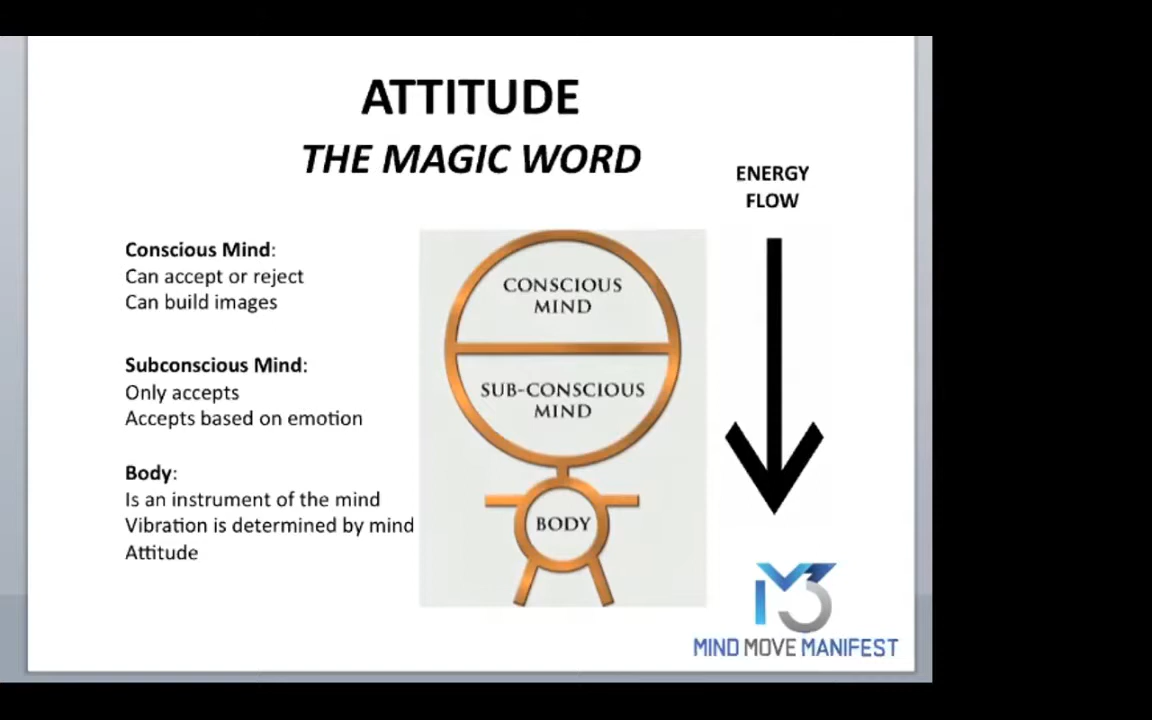 ATTITUDE
THE MAGIC WORD
ENERGY
FLOW
Conscious Mind:
Can accept or reject
Can build images
Subconscious Mind:
Only accepts
Accepts based on emotion
Body:
Is an instrument of the mind
Vibration is determined by mind
Attitude
CONSCIOUS
MIND
SUB-CONSCIOUS
MIND
BODY
M3
MIND MOVE MANIFEST